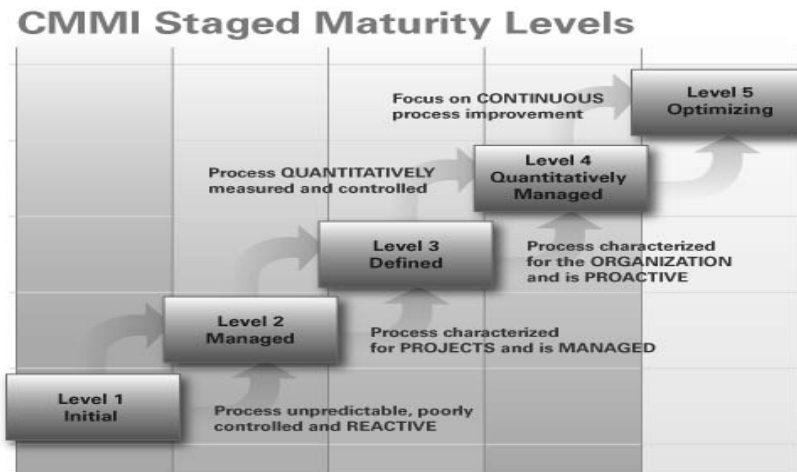 CMMI Staged Maturity Levels
Focus on CONTINUOUS
process improvement
Level 5
Optimizing
Process QUANTITATIVELY
measured and controlled
Level 4
Quantitatively
Managed
Level 3
Defined
Process characterized
for the ORGANIZATION
and is PROACTIVE
Level 2
Managed
Process characterized
for PROJECTS and is MANAGED
Level 1
Initial
Process unpredictable, poorly
controlled and REACTIVE